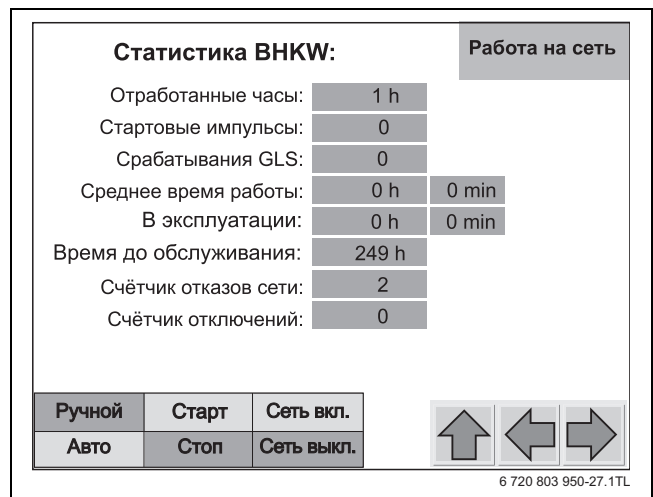 Статистика BHKW: Работа на сеть
Отработанные часы: 1 h
Стартовые импульсы: 0
Срабатывания GLS: 0
Среднее время работы: 0 h 0 min
В эксплуатации: 0 h 0 min
Время до обслуживания: 249 h
Счётчик отказов сети: 2
Счётчик отключений: 0
Ручной Старт Сеть вкл.
Авто Стоп Сеть выкл.
6 720 803 950-27.1TL